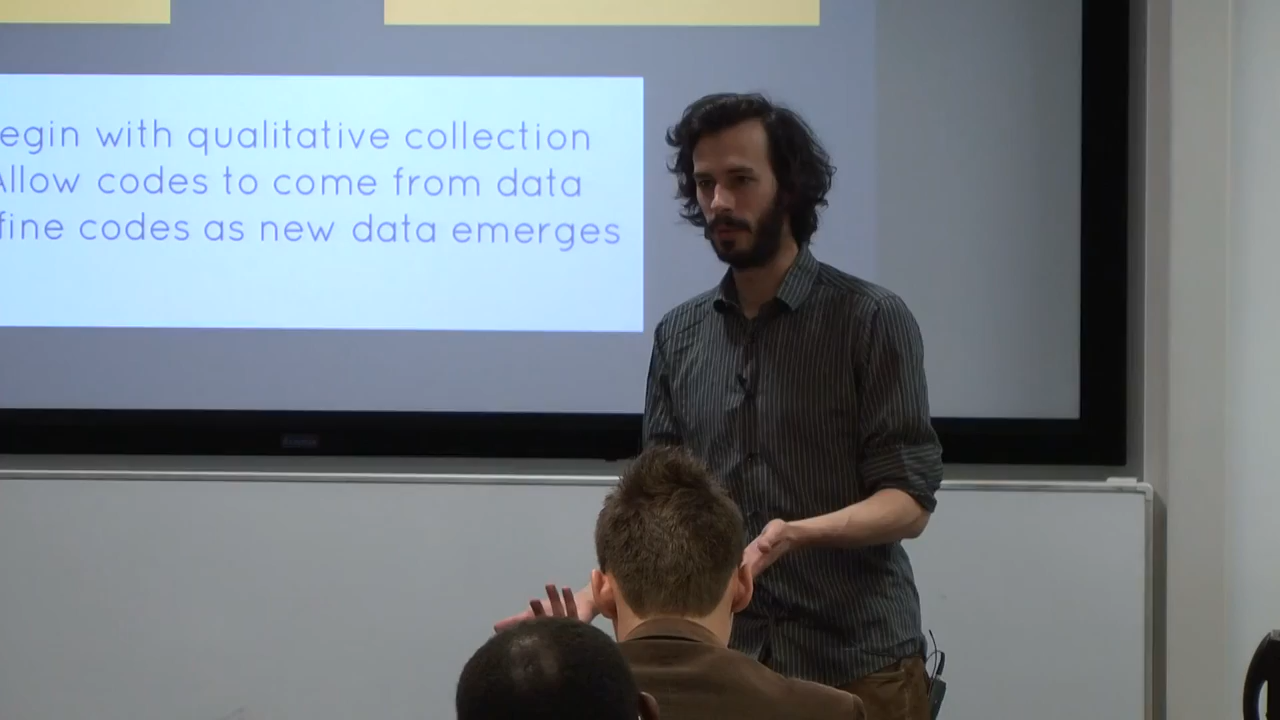 egin with qualitative collection
Allow codes to come from data
fine codes as new data emerges